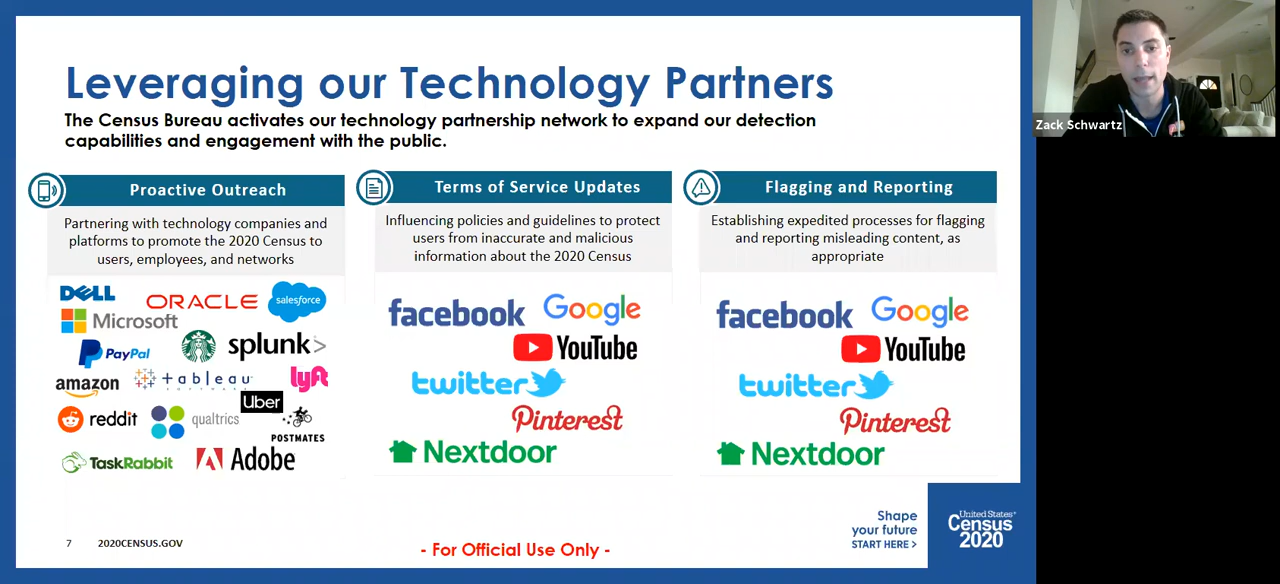 Leveraging our Technology Partners
The Census Bureau activates our technology partnership network to expand our detection
capabilities and engagement with the public.
Proactive Outreach
Partnering with technology companies and
platforms to promote the 2020 Census to
users, employees, and networks
DELL
ORACLE
salesforce
Microsoft
PayPal
splunk>
amazon
tableau
SOFTWARE
lyft
Uber
reddit
qualtrics
POSTMATES
TaskRabbit
Adobe
Terms of Service Updates
Influencing policies and guidelines to protect
users from inaccurate and malicious
information about the 2020 Census
facebook
Google
YouTube
twitter
Pinterest
Nextdoor
Flagging and Reporting
Establishing expedited processes for flagging
and reporting misleading content, as
appropriate
facebook
Google
YouTube
twitter
Pinterest
Nextdoor
7 2020CENSUS.GOV
- For Official Use Only -
Shape
your future
START HERE >
United States®
Census
2020
Zack Schwartz